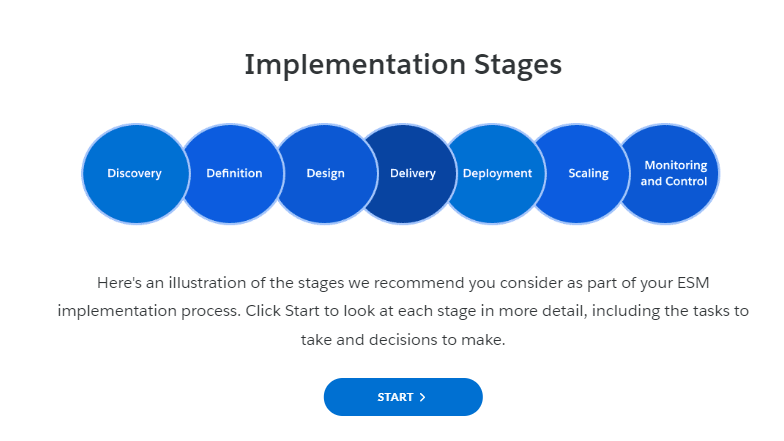 Implementation Stages
Discovery
Definition
Design
Delivery
Deployment
Scaling
Monitoring
and Control
Here's an illustration of the stages we recommend you consider as part of your ESM
implementation process. Click Start to look at each stage in more detail, including the tasks to
take and decisions to make.
START